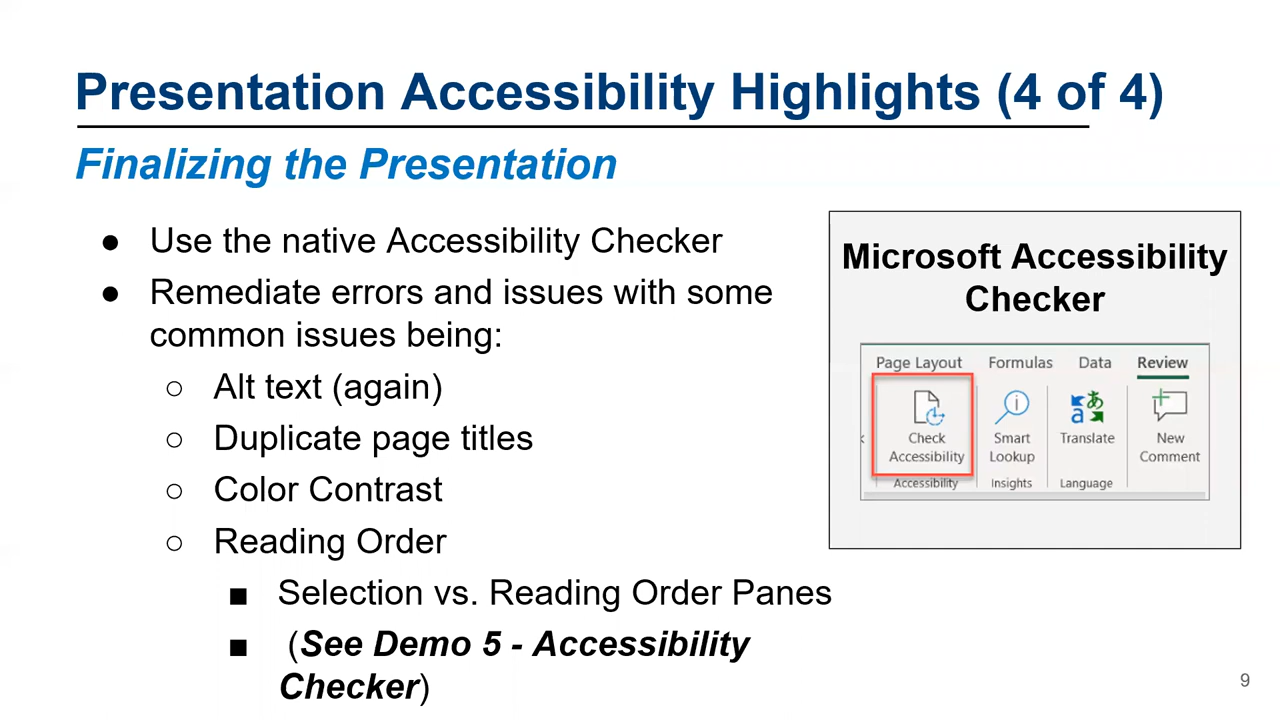 Presentation Accessibility Highlights (4 of 4)
Finalizing the Presentation
● Use the native Accessibility Checker
● Remediate errors and issues with some
common issues being:
○ Alt text (again)
○ Duplicate page titles
○ Color Contrast
○ Reading Order
■ Selection vs. Reading Order Panes
■ (See Demo 5 - Accessibility
Checker)
Microsoft Accessibility
Checker
Page Layout Formulas Data Review
Check Smart Translate New
Accessibility Lookup Comment
Accessibility Insights Language
9